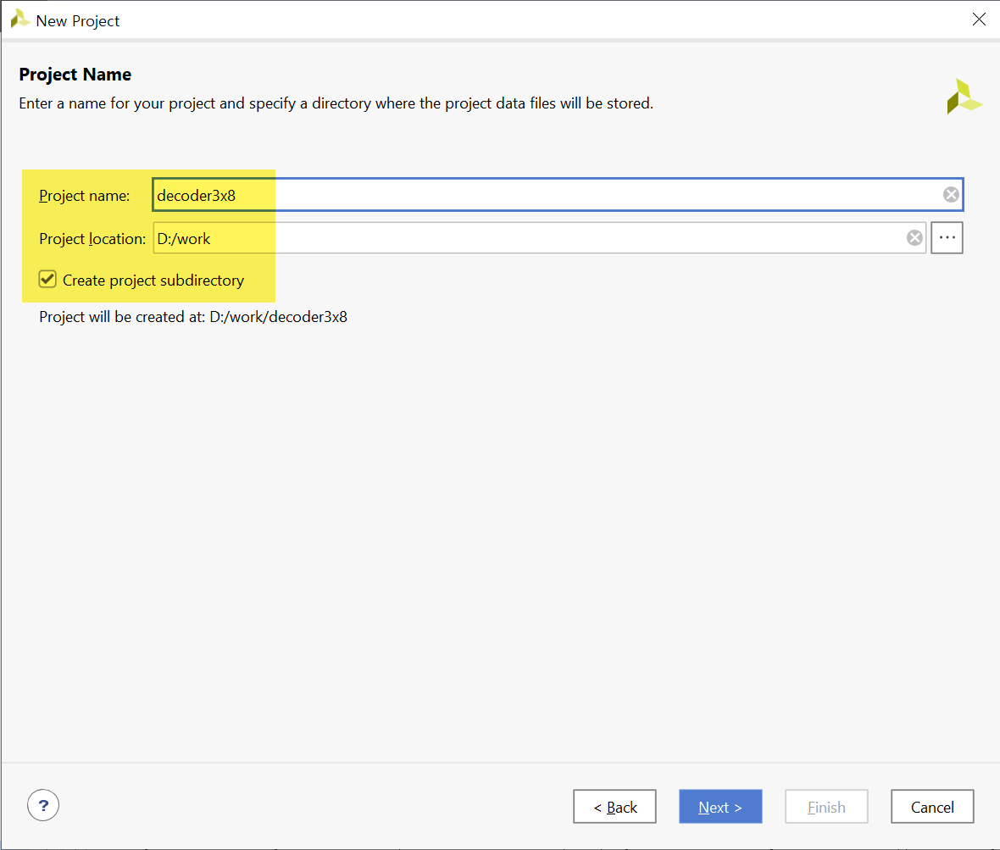 New Project
Project Name
Enter a name for your project and specify a directory where the project data files will be stored.
Project name: decoder3x8
Project location: D:/work ...
Create project subdirectory
Project will be created at: D:/work/decoder3x8
? < Back Next > Finish Cancel